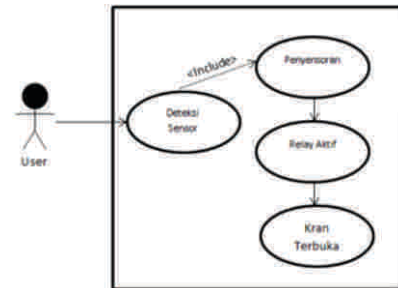 <Include>
Penyensoran
Deteksi
Sensor
User
Relay Aktif
Kran
Terbuka